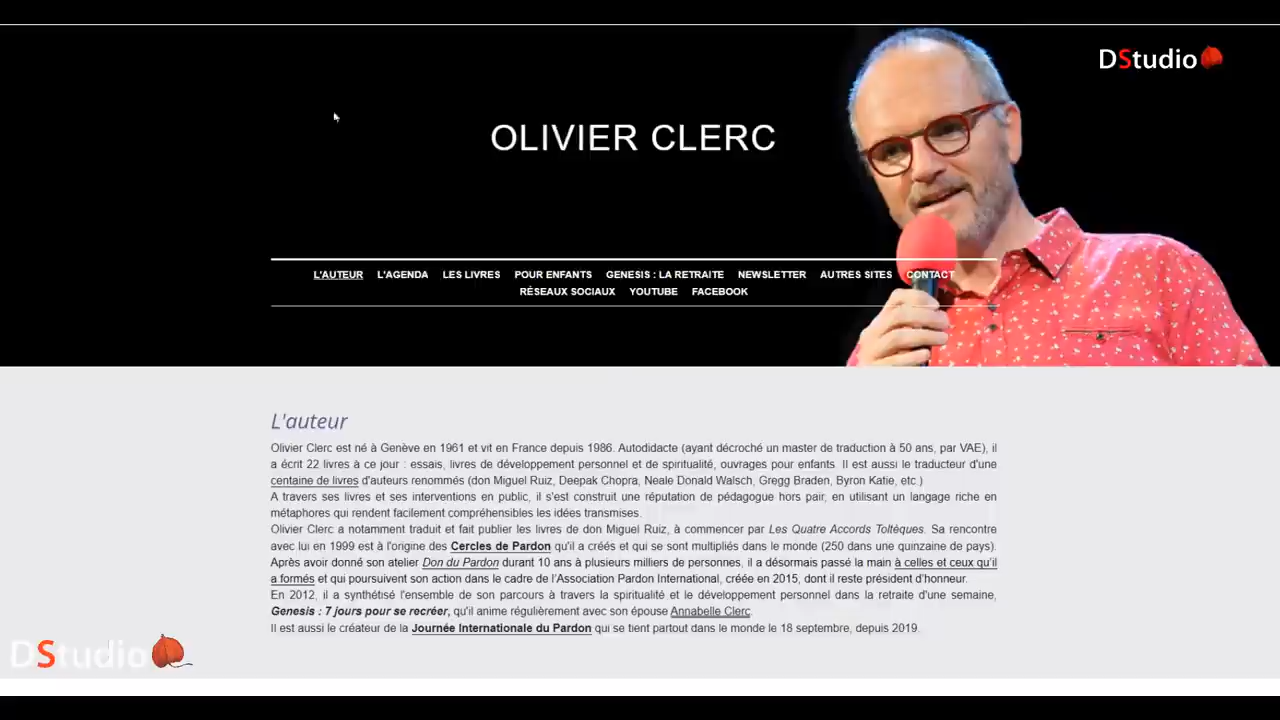 DStudio
OLIVIER CLERC
L'AUTEUR L'AGENDA LES LIVRES POUR ENFANTS GENESIS : LA RETRAITE NEWSLETTER AUTRES SITES CONTACT
RÉSEAUX SOCIAUX YOUTUBE FACEBOOK
L'auteur
Olivier Clerc est né à Genève en 1961 et vit en France depuis 1986. Autodidacte (ayant décroché un master de traduction à 50 ans, par VAE), il
a écrit 22 livres à ce jour : essais, livres de développement personnel et de spiritualité, ouvrages pour enfants. Il est aussi le traducteur d'une
centaine de livres d'auteurs renommés (don Miguel Ruiz, Deepak Chopra, Neale Donald Walsch, Gregg Braden, Byron Katie, etc.)
A travers ses livres et ses interventions en public, il s'est construit une réputation de pédagogue hors pair, en utilisant un langage riche en
métaphores qui rendent facilement compréhensibles les idées transmises.
Olivier Clerc a notamment traduit et fait publier les livres de don Miguel Ruiz, à commencer par Les Quatre Accords Toltèques. Sa rencontre
avec lui en 1999 est à l'origine des Cercles de Pardon qu'il a créés et qui se sont multipliés dans le monde (250 dans une quinzaine de pays).
Après avoir donné son atelier Don du Pardon durant 10 ans à plusieurs milliers de personnes, il a désormais passé la main à celles et ceux qu'il
a formés et qui poursuivent son action dans le cadre de l'Association Pardon International, créée en 2015, dont il reste président d'honneur.
En 2012, il a synthétisé l'ensemble de son parcours à travers la spiritualité et le développement personnel dans la retraite d'une semaine,
Genesis : 7 jours pour se recréer, qu'il anime régulièrement avec son épouse Annabelle Clerc.
Il est aussi le créateur de la Journée Internationale du Pardon qui se tient partout dans le monde le 18 septembre, depuis 2019.
DStudio